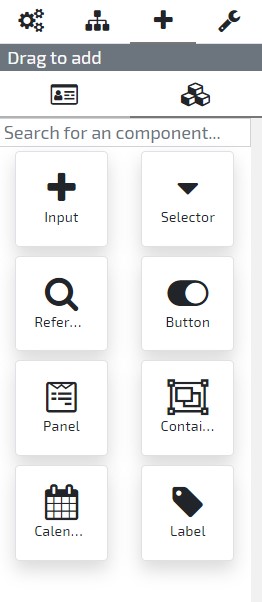 Drag to add
Search for an component...
Input
Selector
Refer...
Button
Panel
Contai...
Calen...
Label